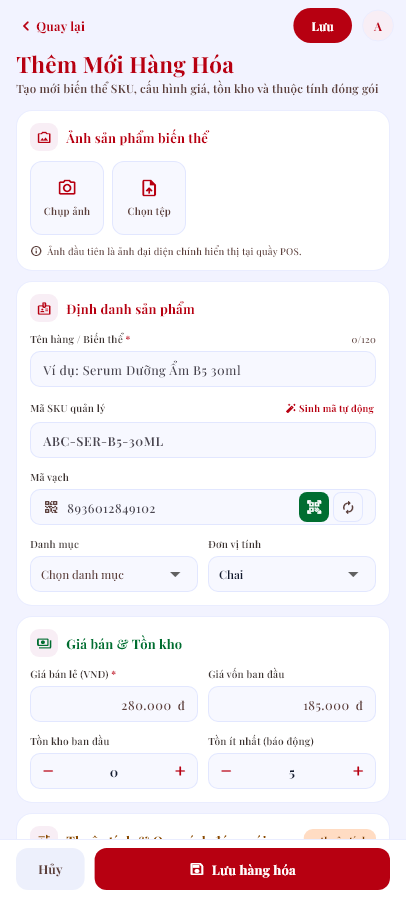 Quay lại
Lưu
A
Thêm Mới Hàng Hóa
Tạo mới biến thể SKU, cấu hình giá, tồn kho và thuộc tính đóng gói
Ảnh sản phẩm biến thể
Chụp ảnh
Chọn tệp
Ảnh đầu tiên là ảnh đại diện chính hiển thị tại quầy POS.
Định danh sản phẩm
Tên hàng / Biến thể *
0/120
Ví dụ: Serum Dưỡng Ẩm B5 30ml
Mã SKU quản lý
Sinh mã tự động
ABC-SER-B5-30ML
Mã vạch
8936012849102
Danh mục
Đơn vị tính
Chọn danh mục
Chai
Giá bán & Tồn kho
Giá bán lẻ (VND) *
Giá vốn ban đầu
280.000 đ
185.000 đ
Tồn kho ban đầu
Tồn ít nhất (báo động)
− 0 +
− 5 +
Hủy
Lưu hàng hóa